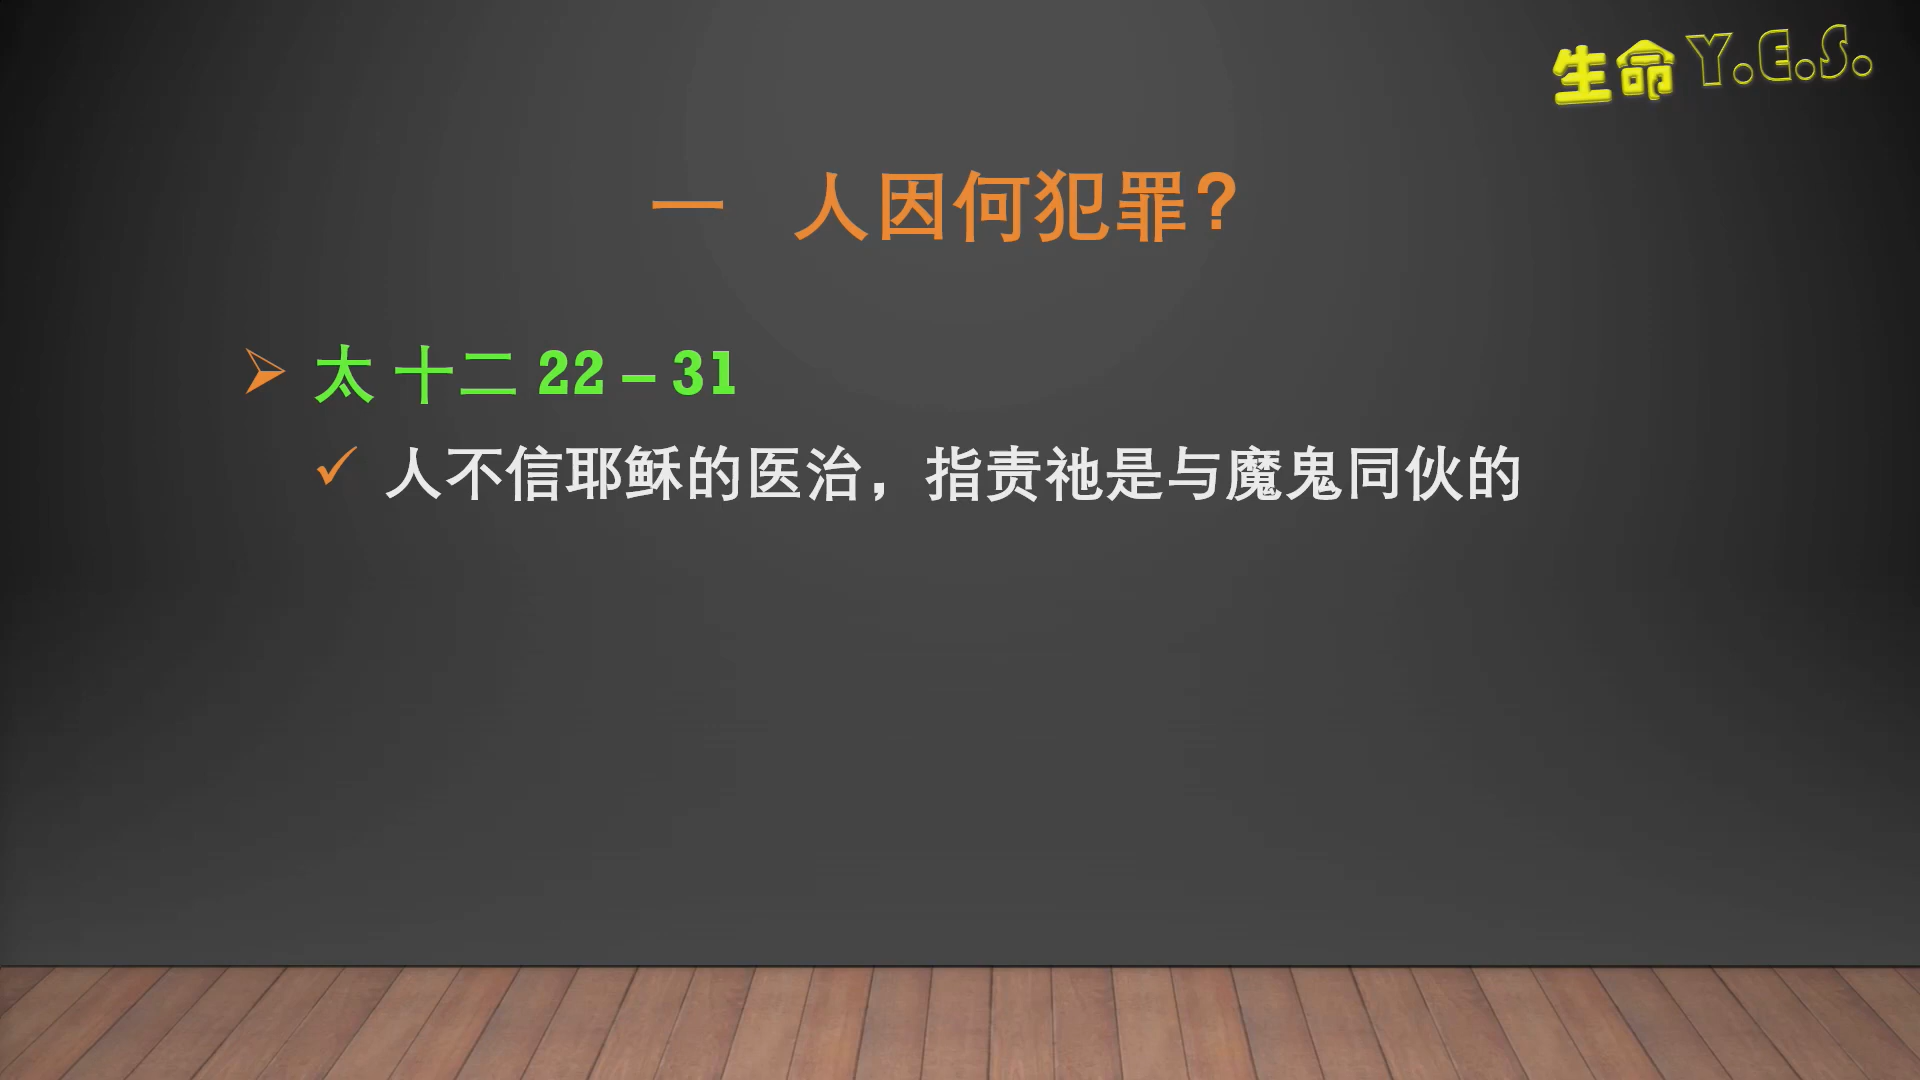 生命 Y.E.S.
一 人因何犯罪?
太 十二 22 – 31
人不信耶稣的医治，指责祂是与魔鬼同伙的